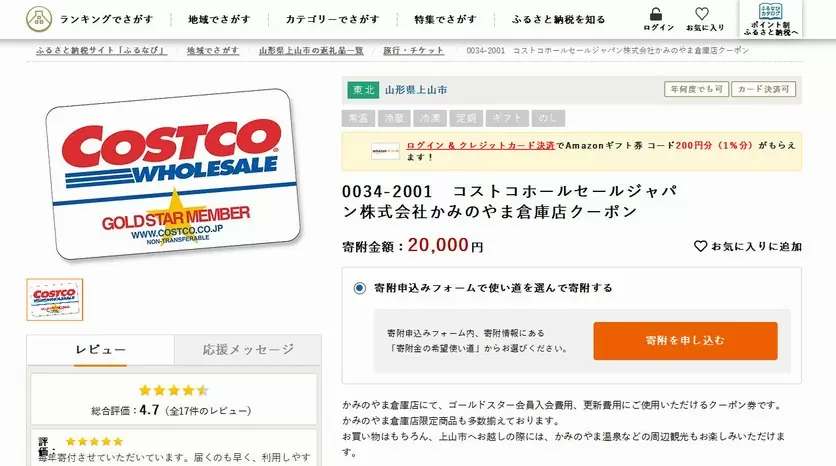 ランキングでさがす
地域でさがす
カテゴリーでさがす
特集でさがす
ふるさと納税を知る
ログイン
お気に入り
ふるなび
カタログ
ポイント制
ふるさと納税へ
ふるさと納税サイト「ふるなび」
地域でさがす
山形県上山市の返礼品一覧
旅行・チケット
0034-2001 コストコホールセールジャパン株式会社かみのやま倉庫店クーポン
COSTCO
WHOLESALE
GOLD STAR MEMBER
WWW.COSTCO.CO.JP
NON-TRANSFERABLE
東北 山形県上山市
年何度でも可 カード決済可
常温 冷蔵 冷凍 定期 ギフト のし
ログイン & クレジットカード決済でAmazonギフト券 コード200円分（1％分）がもらえ
ます！
0034-2001 コストコホールセールジャパ
ン株式会社かみのやま倉庫店クーポン
寄附金額：20,000円
お気に入りに追加
寄附申込みフォームで使い道を選んで寄附する
寄附申込みフォーム内、寄附情報にある
「寄附金の希望使い道」からお選びください。
寄附を申し込む
かみのやま倉庫店にて、ゴールドスター会員入会費用、更新費用にご使用いただけるクーポン券です。
かみのやま倉庫店限定商品も多数揃えております。
お買い物はもちろん、上山市へお越しの際には、かみのやま温泉などの周辺観光もお楽しみいただけま
す。
レビュー
応援メッセージ
総合評価：4.7（全17件のレビュー）
評
価：
毎年寄付させていただいています。届くのも早く、利用しやす